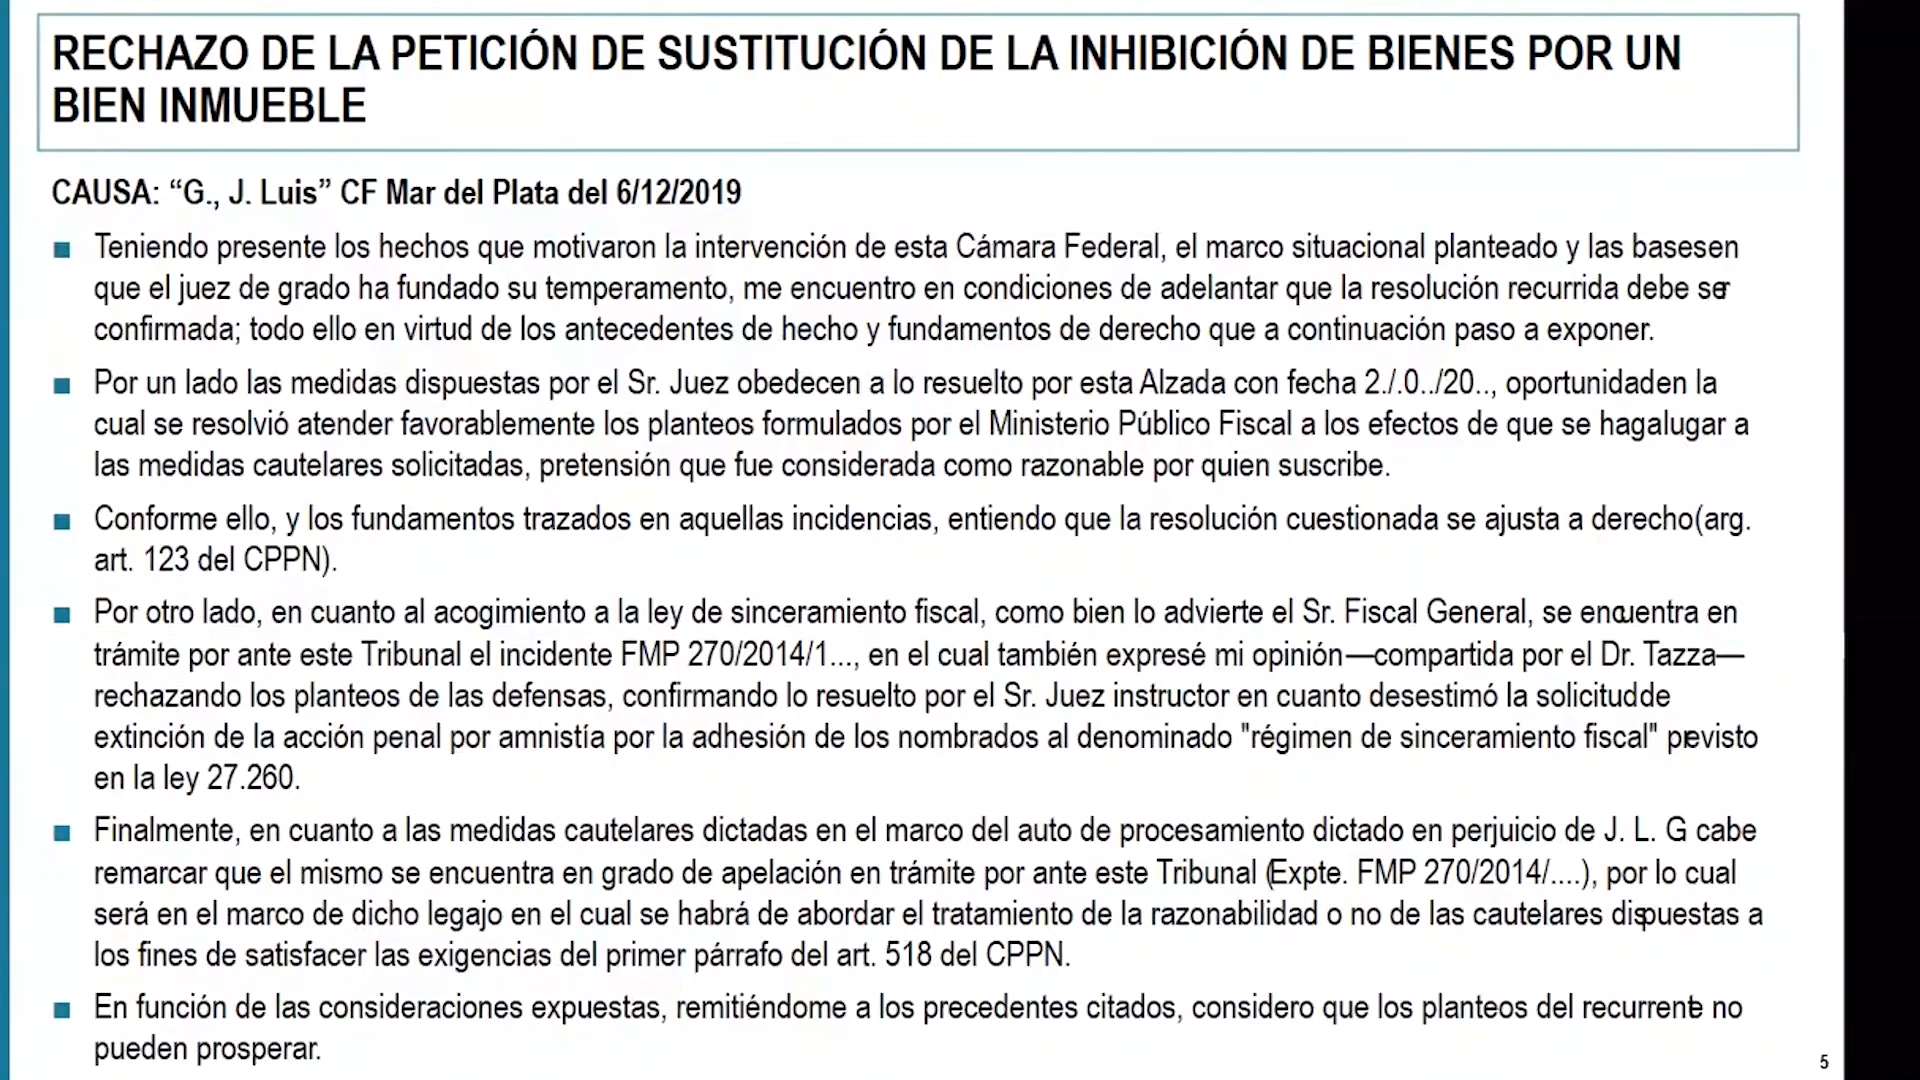 RECHAZO DE LA PETICIÓN DE SUSTITUCIÓN DE LA INHIBICIÓN DE BIENES POR UN
BIEN INMUEBLE
CAUSA: “G., J. Luis” CF Mar del Plata del 6/12/2019
■ Teniendo presente los hechos que motivaron la intervención de esta Cámara Federal, el marco situacional planteado y las basesen
que el juez de grado ha fundado su temperamento, me encuentro en condiciones de adelantar que la resolución recurrida debe ser
confirmada; todo ello en virtud de los antecedentes de hecho y fundamentos de derecho que a continuación paso a exponer.
■ Por un lado las medidas dispuestas por el Sr. Juez obedecen a lo resuelto por esta Alzada con fecha 2./.0../20.., oportunidaden la
cual se resolvió atender favorablemente los planteos formulados por el Ministerio Público Fiscal a los efectos de que se hagalugar a
las medidas cautelares solicitadas, pretensión que fue considerada como razonable por quien suscribe.
■ Conforme ello, y los fundamentos trazados en aquellas incidencias, entiendo que la resolución cuestionada se ajusta a derecho(arg.
art. 123 del CPPN).
■ Por otro lado, en cuanto al acogimiento a la ley de sinceramiento fiscal, como bien lo advierte el Sr. Fiscal General, se encuentra en
trámite por ante este Tribunal el incidente FMP 270/2014/1..., en el cual también expresé mi opinión—compartida por el Dr. Tazza—
rechazando los planteos de las defensas, confirmando lo resuelto por el Sr. Juez instructor en cuanto desestimó la solicitudde
extinción de la acción penal por amnistía por la adhesión de los nombrados al denominado "régimen de sinceramiento fiscal" previsto
en la ley 27.260.
■ Finalmente, en cuanto a las medidas cautelares dictadas en el marco del auto de procesamiento dictado en perjuicio de J. L. G cabe
remarcar que el mismo se encuentra en grado de apelación en trámite por ante este Tribunal (Expte. FMP 270/2014/....), por lo cual
será en el marco de dicho legajo en el cual se habrá de abordar el tratamiento de la razonabilidad o no de las cautelares dispuestas a
los fines de satisfacer las exigencias del primer párrafo del art. 518 del CPPN.
■ En función de las consideraciones expuestas, remitiéndome a los precedentes citados, considero que los planteos del recurrente no
pueden prosperar.
5